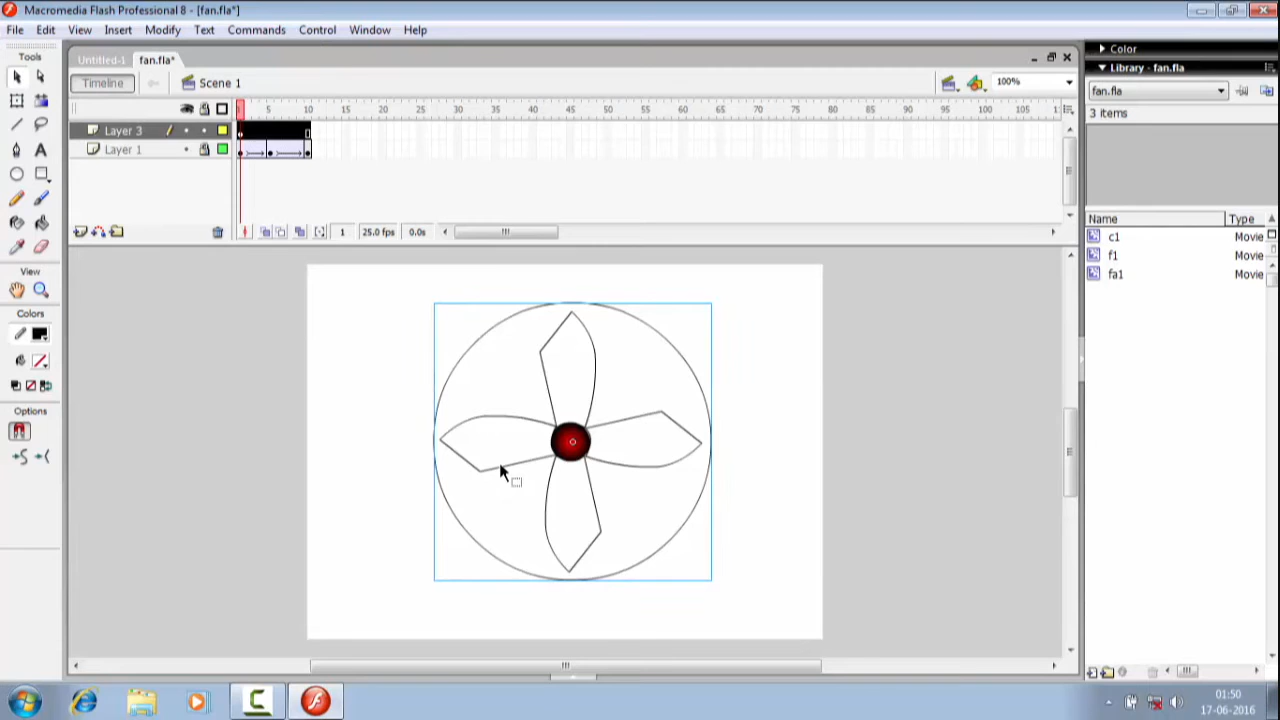 Macromedia Flash Professional 8 - [fan.fla*]
File Edit View Insert Modify Text Commands Control Window Help
Tools
View
Colors
Options
Untitled-1 fan.fla*
Timeline Scene 1 100%
5 10 15 20 25 30 35 40 45 50 55 60 65 70 75 80 85 90 95 100 105
Layer 3
Layer 1
1 25.0 fps 0.0s
Color
Library - fan.fla
fan.fla
3 items
Name Type
c1 Movie
f1 Movie
fa1 Movie
01:50
17-06-2016